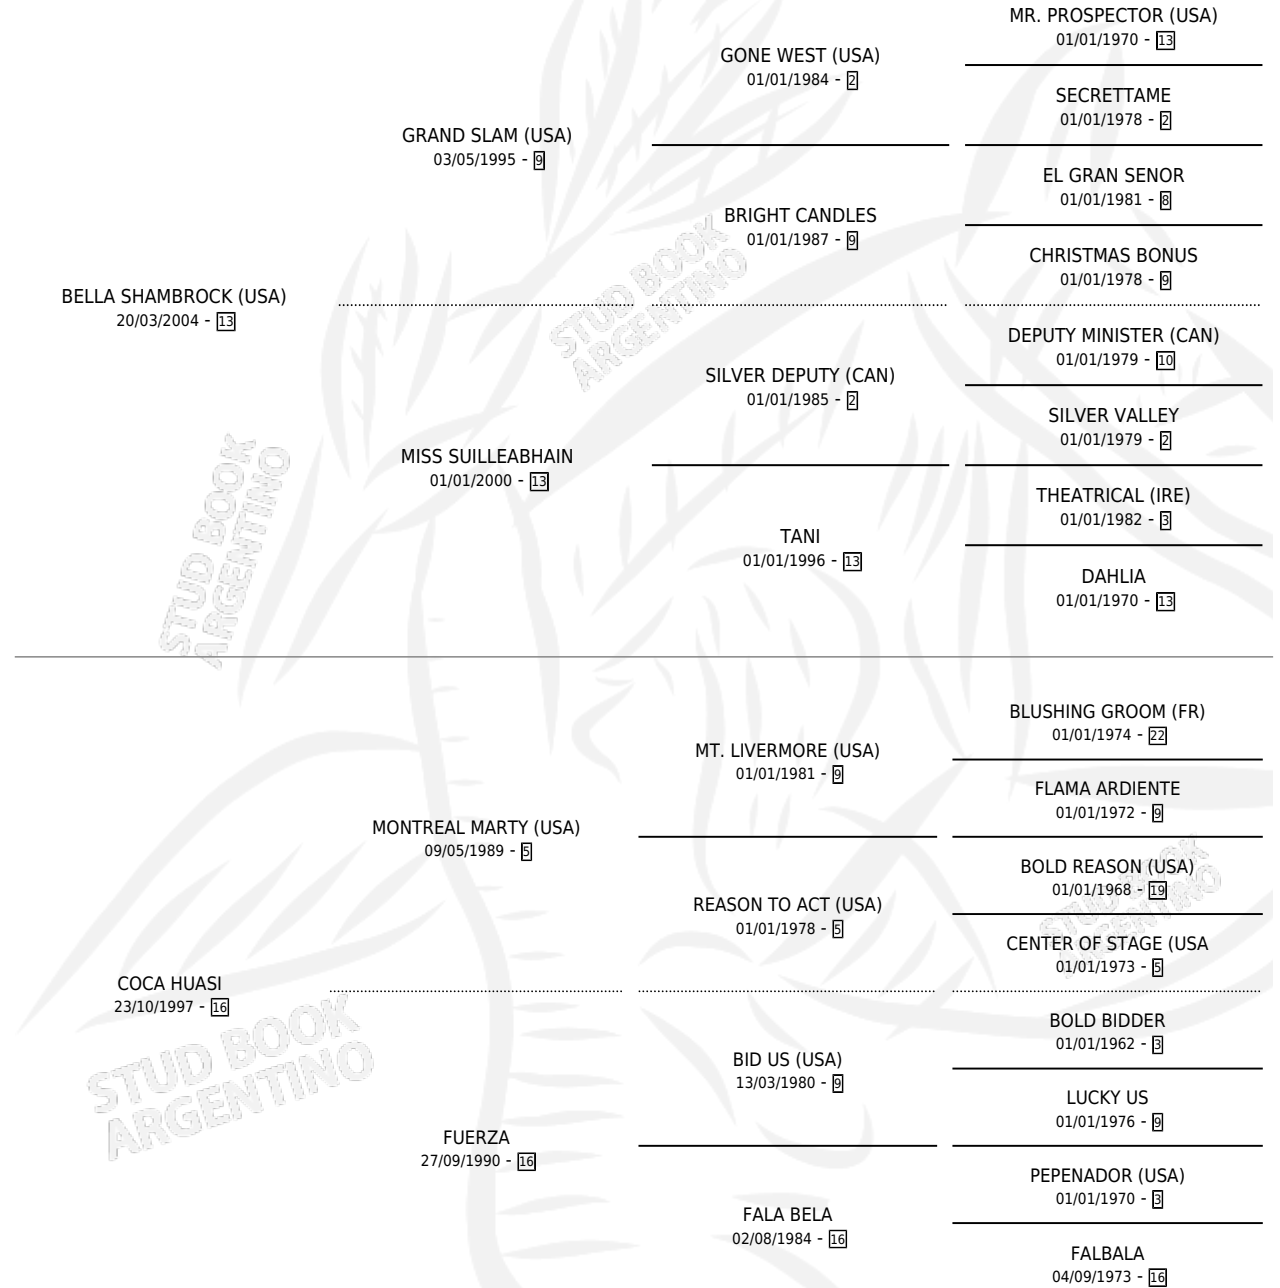 MR. PROSPECTOR (USA)
01/01/1970 - 13
GONE WEST (USA)
01/01/1984 - 2
SECRETTAME
01/01/1978 - 2
GRAND SLAM (USA)
03/05/1995 - 9
EL GRAN SENOR
01/01/1981 - 8
BRIGHT CANDLES
01/01/1987 - 9
CHRISTMAS BONUS
01/01/1978 - 9
BELLA SHAMBROCK (USA)
20/03/2004 - 13
DEPUTY MINISTER (CAN)
01/01/1979 - 10
SILVER DEPUTY (CAN)
01/01/1985 - 2
SILVER VALLEY
01/01/1979 - 2
MISS SUILLEABHAIN
01/01/2000 - 13
THEATRICAL (IRE)
01/01/1982 - 3
TANI
01/01/1996 - 13
DAHLIA
01/01/1970 - 13
BLUSHING GROOM (FR)
01/01/1974 - 22
MT. LIVERMORE (USA)
01/01/1981 - 9
FLAMA ARDIENTE
01/01/1972 - 9
MONTREAL MARTY (USA)
09/05/1989 - 5
BOLD REASON (USA)
01/01/1968 - 19
REASON TO ACT (USA)
01/01/1978 - 5
CENTER OF STAGE (USA
01/01/1973 - 5
COCA HUASI
23/10/1997 - 16
BOLD BIDDER
01/01/1962 - 3
BID US (USA)
13/03/1980 - 9
LUCKY US
01/01/1976 - 9
FUERZA
27/09/1990 - 16
PEPENADOR (USA)
01/01/1970 - 3
FALA BELA
02/08/1984 - 16
FALBALA
04/09/1973 - 16
STUD BOOK
ARGENTINO
STUD BOOK
ARGENTINO
STUD BOOK
ARGENTINO
STUD BOOK
ARGENTINO